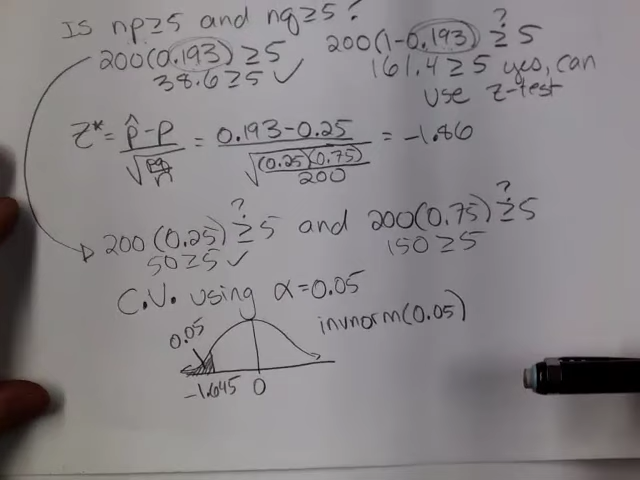 Is np≥5 and nq≥5?
200(0.193)≥5 200(1-0.193) ≥? 5
38.6≥5 ✓ 161.4≥5 yes, can
use z-test
Z*= p̂-p/√(pq/n) = 0.193-0.25/√((0.25)(0.75)/200) = -1.86
200(0.25) ≥? 5 and 200(0.75) ≥? 5
50≥5 ✓ 150≥5
C.V. using α=0.05
0.05 invnorm(0.05)
-1.645 0